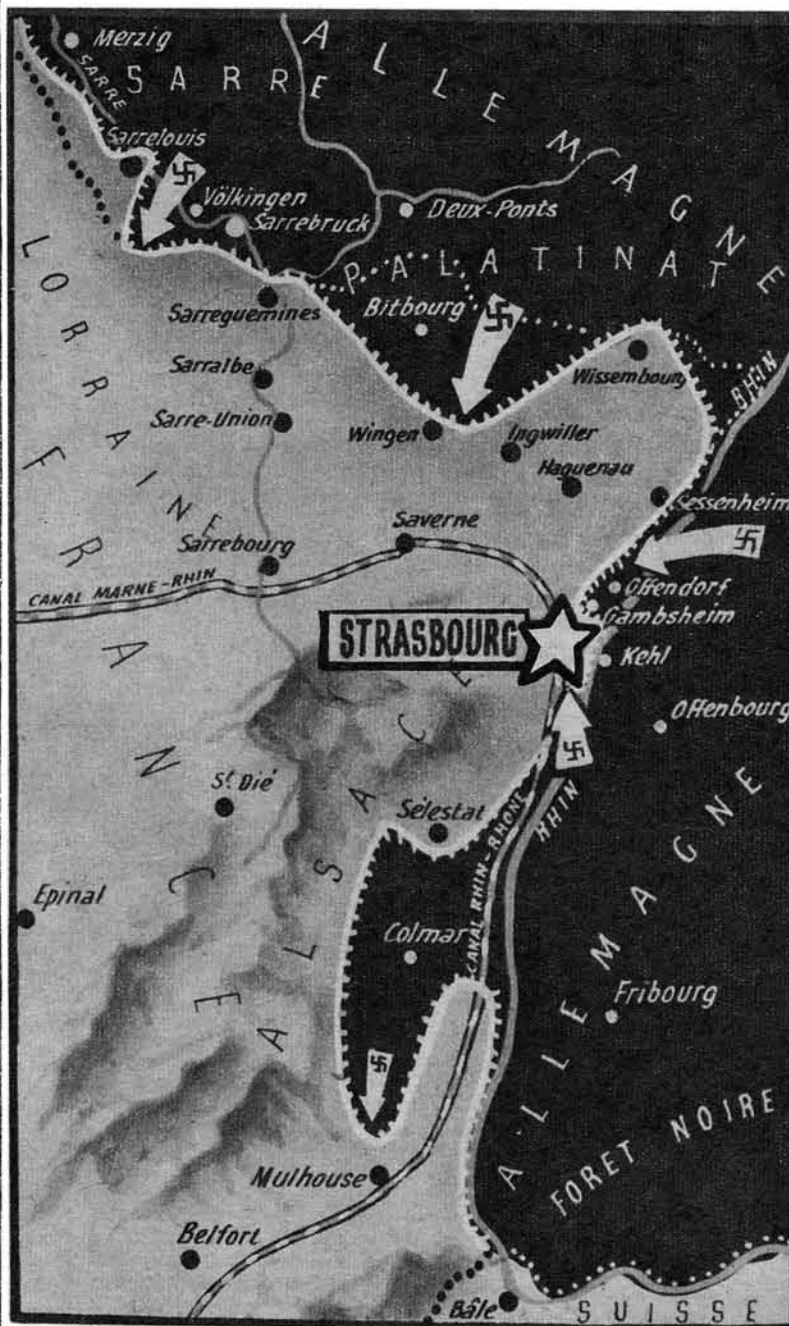 Merzig
ALLEMAGNE
SARRE
SARRE
Sarrelouis
Völkingen
Sarrebruck
Deux-Ponts
PALATINAT
LORRAINE
Bitbourg
Sarreguemines
Wissembourg
RHIN
Sarralbe
Sarre-Union
Wingen
Ingwiller
Haguenau
Sessenheim
FRANCE
Saverne
Sarrebourg
CANAL MARNE-RHIN
Offendorf
Gambsheim
STRASBOURG
Kehl
ALSACE
Offenbourg
St Dié
Sélestat
RHIN
CANAL RHIN-RHONE
ALLEMAGNE
Epinal
Colmar
Fribourg
FORET NOIRE
Mulhouse
Belfort
Bâle
SUISSE